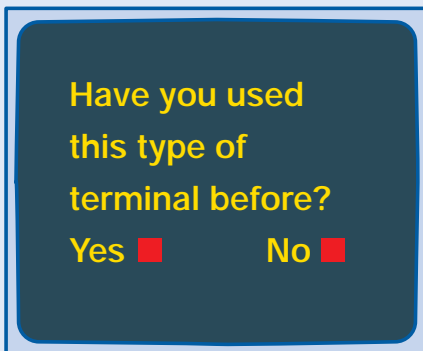 Have you used
this type of
terminal before?
Yes No